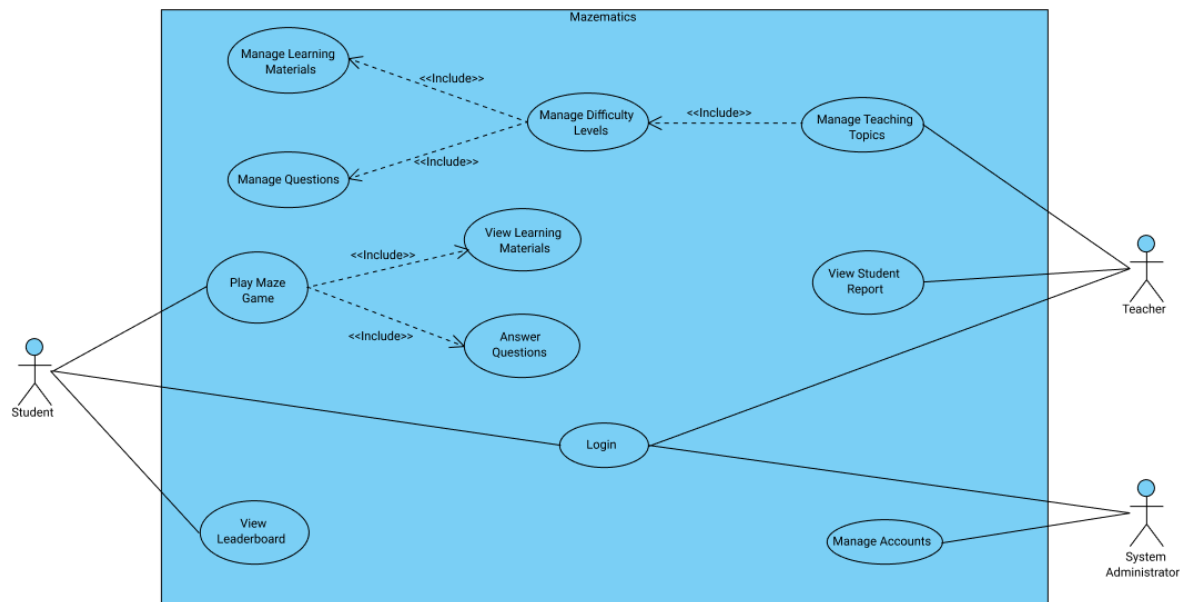 Mazematics
Manage Learning
Materials
<<Include>>
Manage Difficulty
Levels
<<Include>>
Manage Teaching
Topics
<<Include>>
Manage Questions
View Learning
Materials
<<Include>>
Play Maze
Game
View Student
Report
Teacher
<<Include>>
Answer
Questions
Student
Login
View
Leaderboard
Manage Accounts
System
Administrator